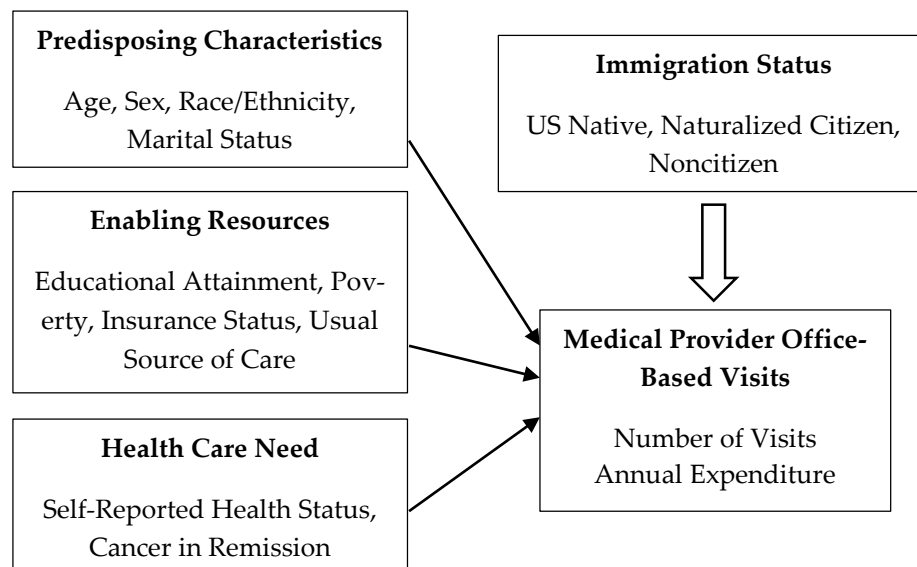 Predisposing Characteristics
Age, Sex, Race/Ethnicity,
Marital Status
Immigration Status
US Native, Naturalized Citizen,
Noncitizen
Enabling Resources
Educational Attainment, Pov-
erty, Insurance Status, Usual
Source of Care
Medical Provider Office-
Based Visits
Number of Visits
Annual Expenditure
Health Care Need
Self-Reported Health Status,
Cancer in Remission